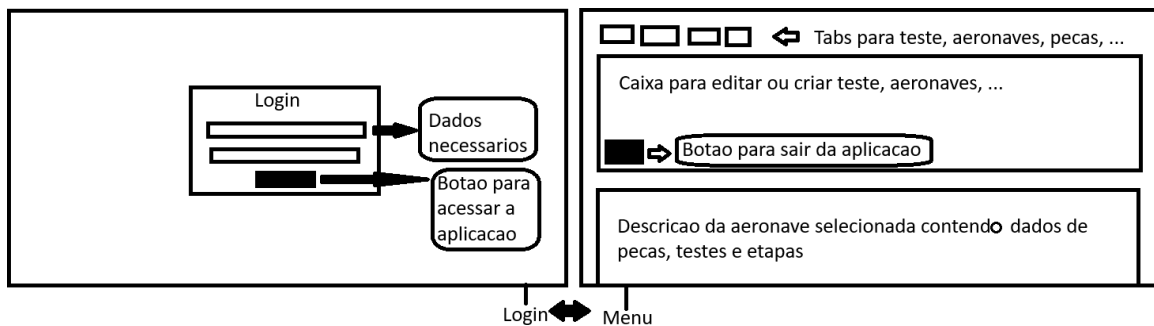 Login
Dados
necessarios
Botao para
acessar a
aplicacao
Tabs para teste, aeronaves, pecas, ...
Caixa para editar ou criar teste, aeronaves, ...
Botao para sair da aplicacao
Descricao da aeronave selecionada contendo dados de
pecas, testes e etapas
Login
Menu